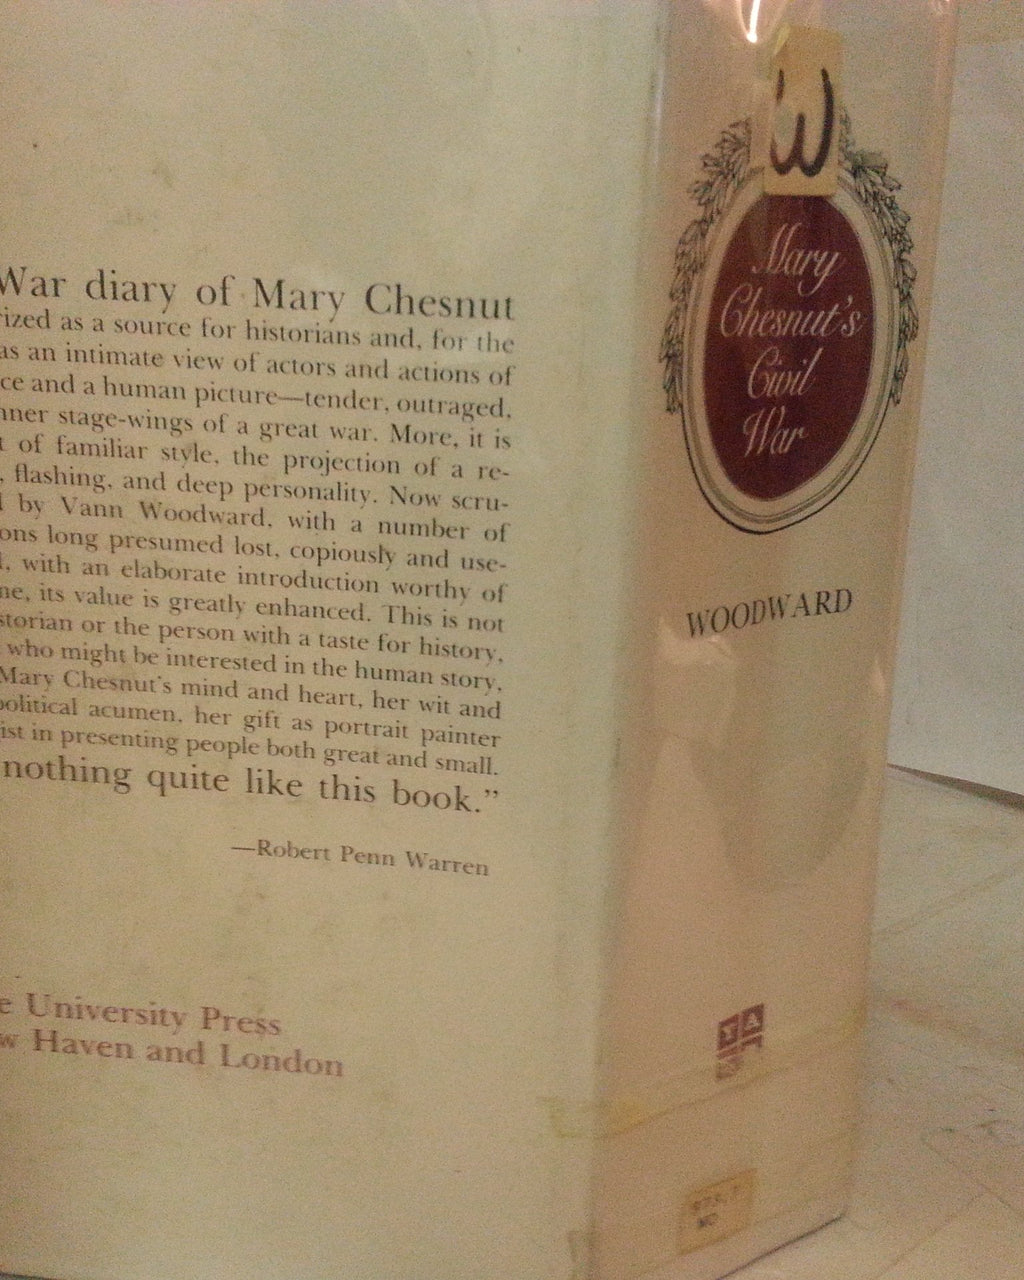 War diary of Mary Chesnut
rized as a source for historians and, for the
as an intimate view of actors and actions of
ce and a human picture—tender, outraged,
nner stage-wings of a great war. More, it is
t of familiar style, the projection of a re-
, flashing, and deep personality. Now scru-
d by Vann Woodward, with a number of
ons long presumed lost, copiously and use-
, with an elaborate introduction worthy of
ne, its value is greatly enhanced. This is not
storian or the person with a taste for history,
who might be interested in the human story,
Mary Chesnut's mind and heart, her wit and
political acumen, her gift as portrait painter
ist in presenting people both great and small.
nothing quite like this book.”
—Robert Penn Warren
e University Press
w Haven and London
W
Mary
Chesnut's
Civil
War
WOODWARD
YA